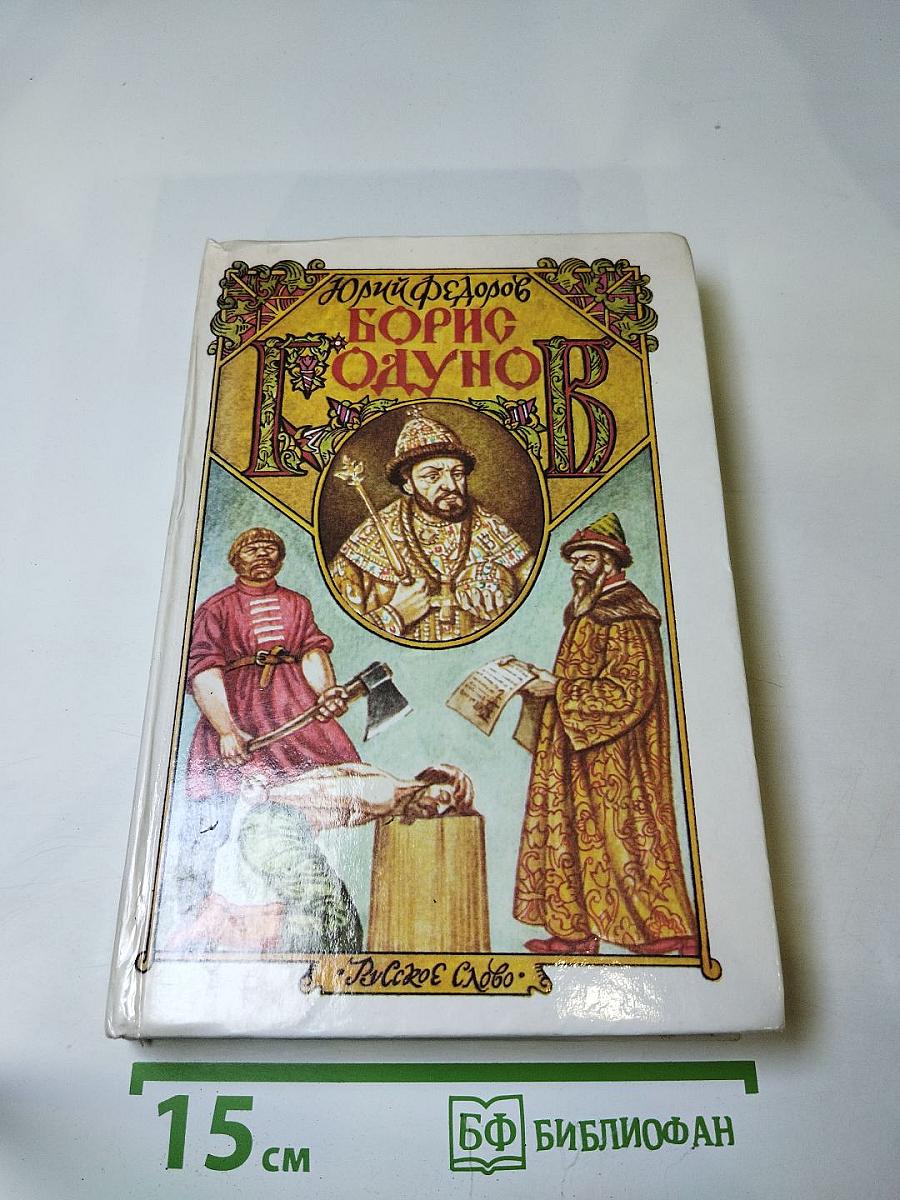 Юрий Федоров
БОРИС
ГОДУНОВ
·Русское слово·
15 см
БФ БИБЛИОФАН